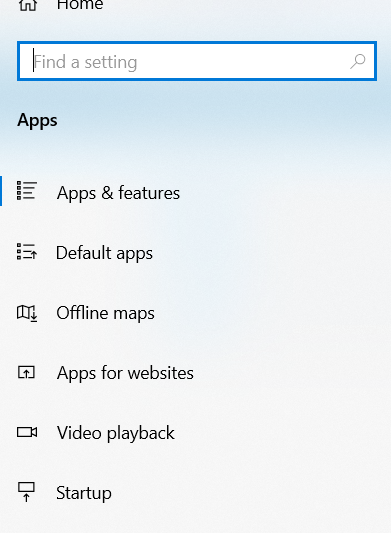 Home
Find a setting
Apps
Apps & features
Default apps
Offline maps
Apps for websites
Video playback
Startup